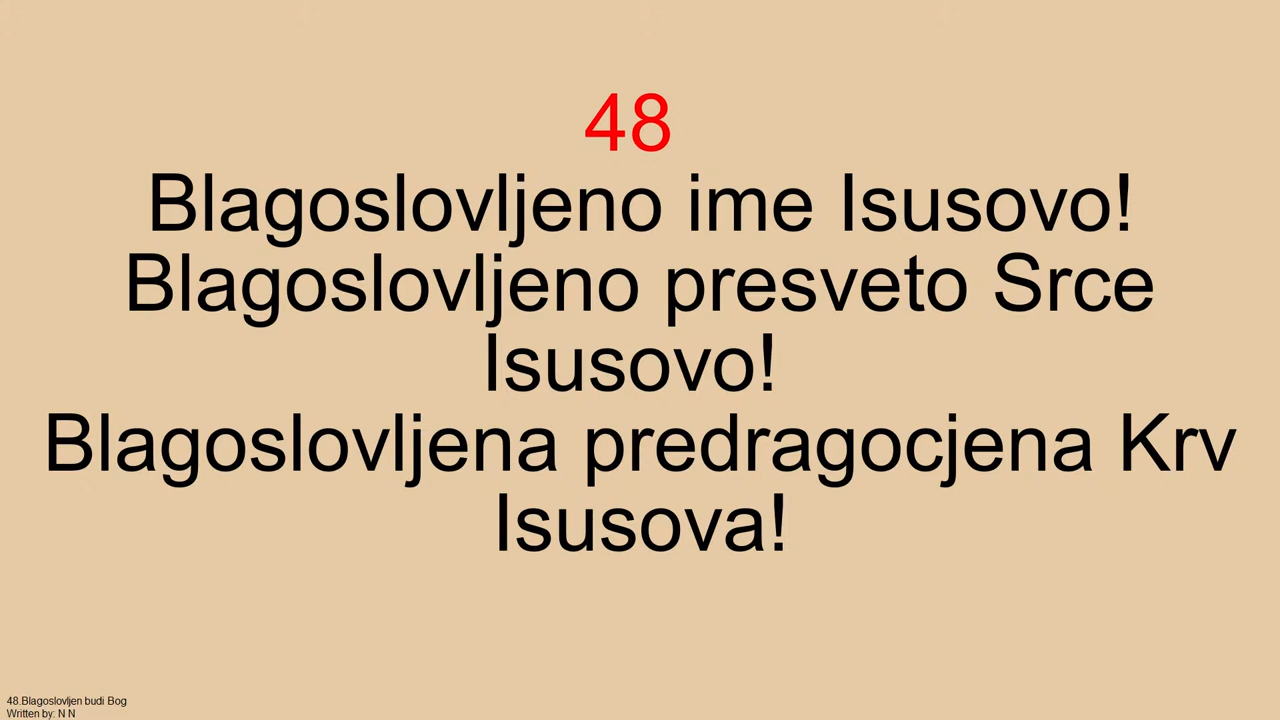 48
Blagoslovljeno ime Isusovo!
Blagoslovljeno presveto Srce
Isusovo!
Blagoslovljena predragocjena Krv
Isusova!
48.Blagoslovljen budi Bog
Written by: N N